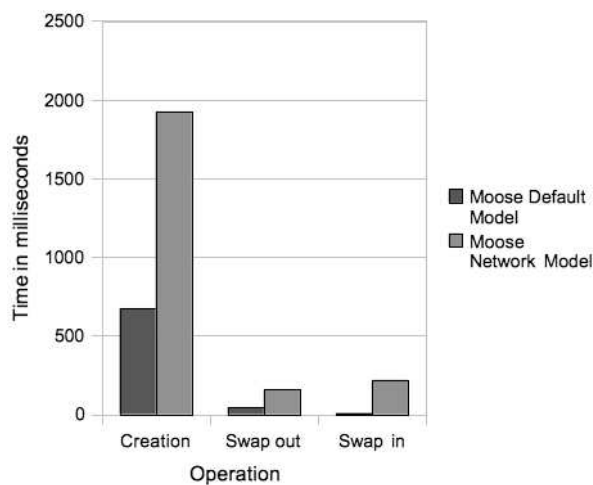 2500
2000
1500
1000
500
0
Time in milliseconds
Creation
Swap out
Swap in
Operation
Moose Default
Model
Moose
Network Model